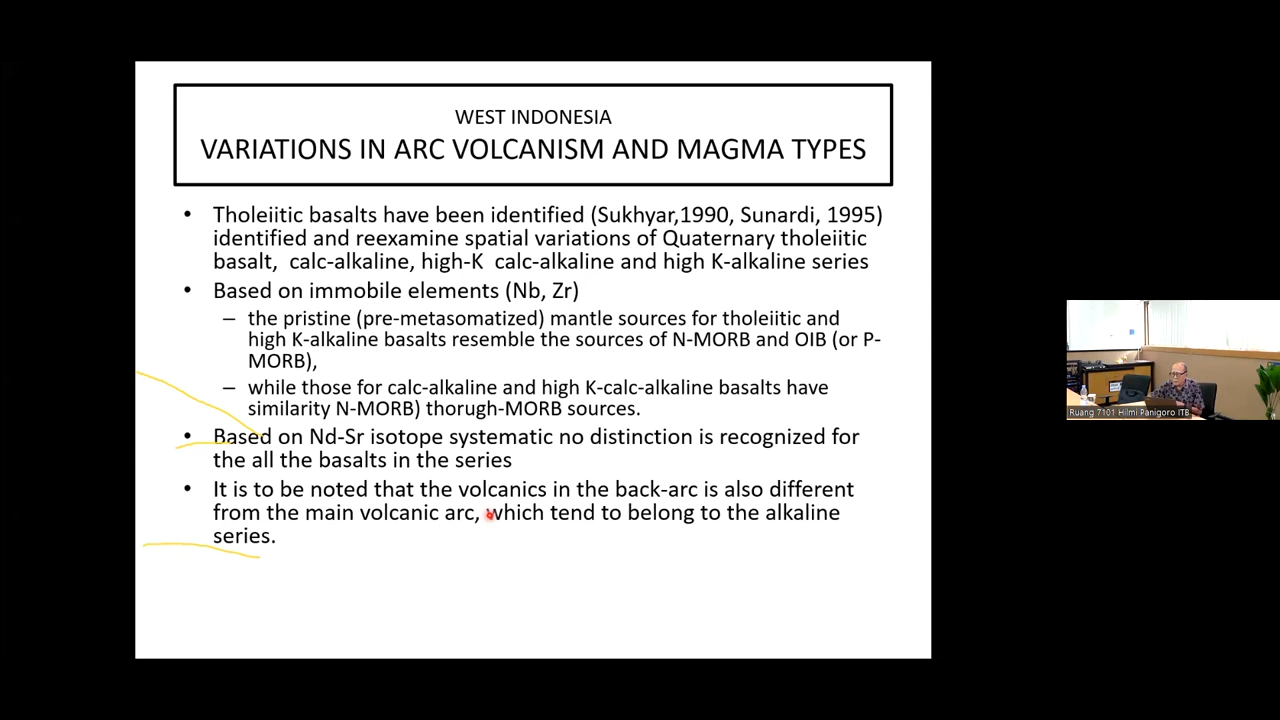 WEST INDONESIA
VARIATIONS IN ARC VOLCANISM AND MAGMA TYPES
• Tholeiitic basalts have been identified (Sukhyar,1990, Sunardi, 1995)
identified and reexamine spatial variations of Quaternary tholeiitic
basalt, calc-alkaline, high-K calc-alkaline and high K-alkaline series
• Based on immobile elements (Nb, Zr)
– the pristine (pre-metasomatized) mantle sources for tholeiitic and
high K-alkaline basalts resemble the sources of N-MORB and OIB (or P-
MORB),
– while those for calc-alkaline and high K-calc-alkaline basalts have
similarity N-MORB) thorugh-MORB sources.
• Based on Nd-Sr isotope systematic no distinction is recognized for
the all the basalts in the series
• It is to be noted that the volcanics in the back-arc is also different
from the main volcanic arc, which tend to belong to the alkaline
series.
Ruang 7101 Hilmi Panigoro ITB